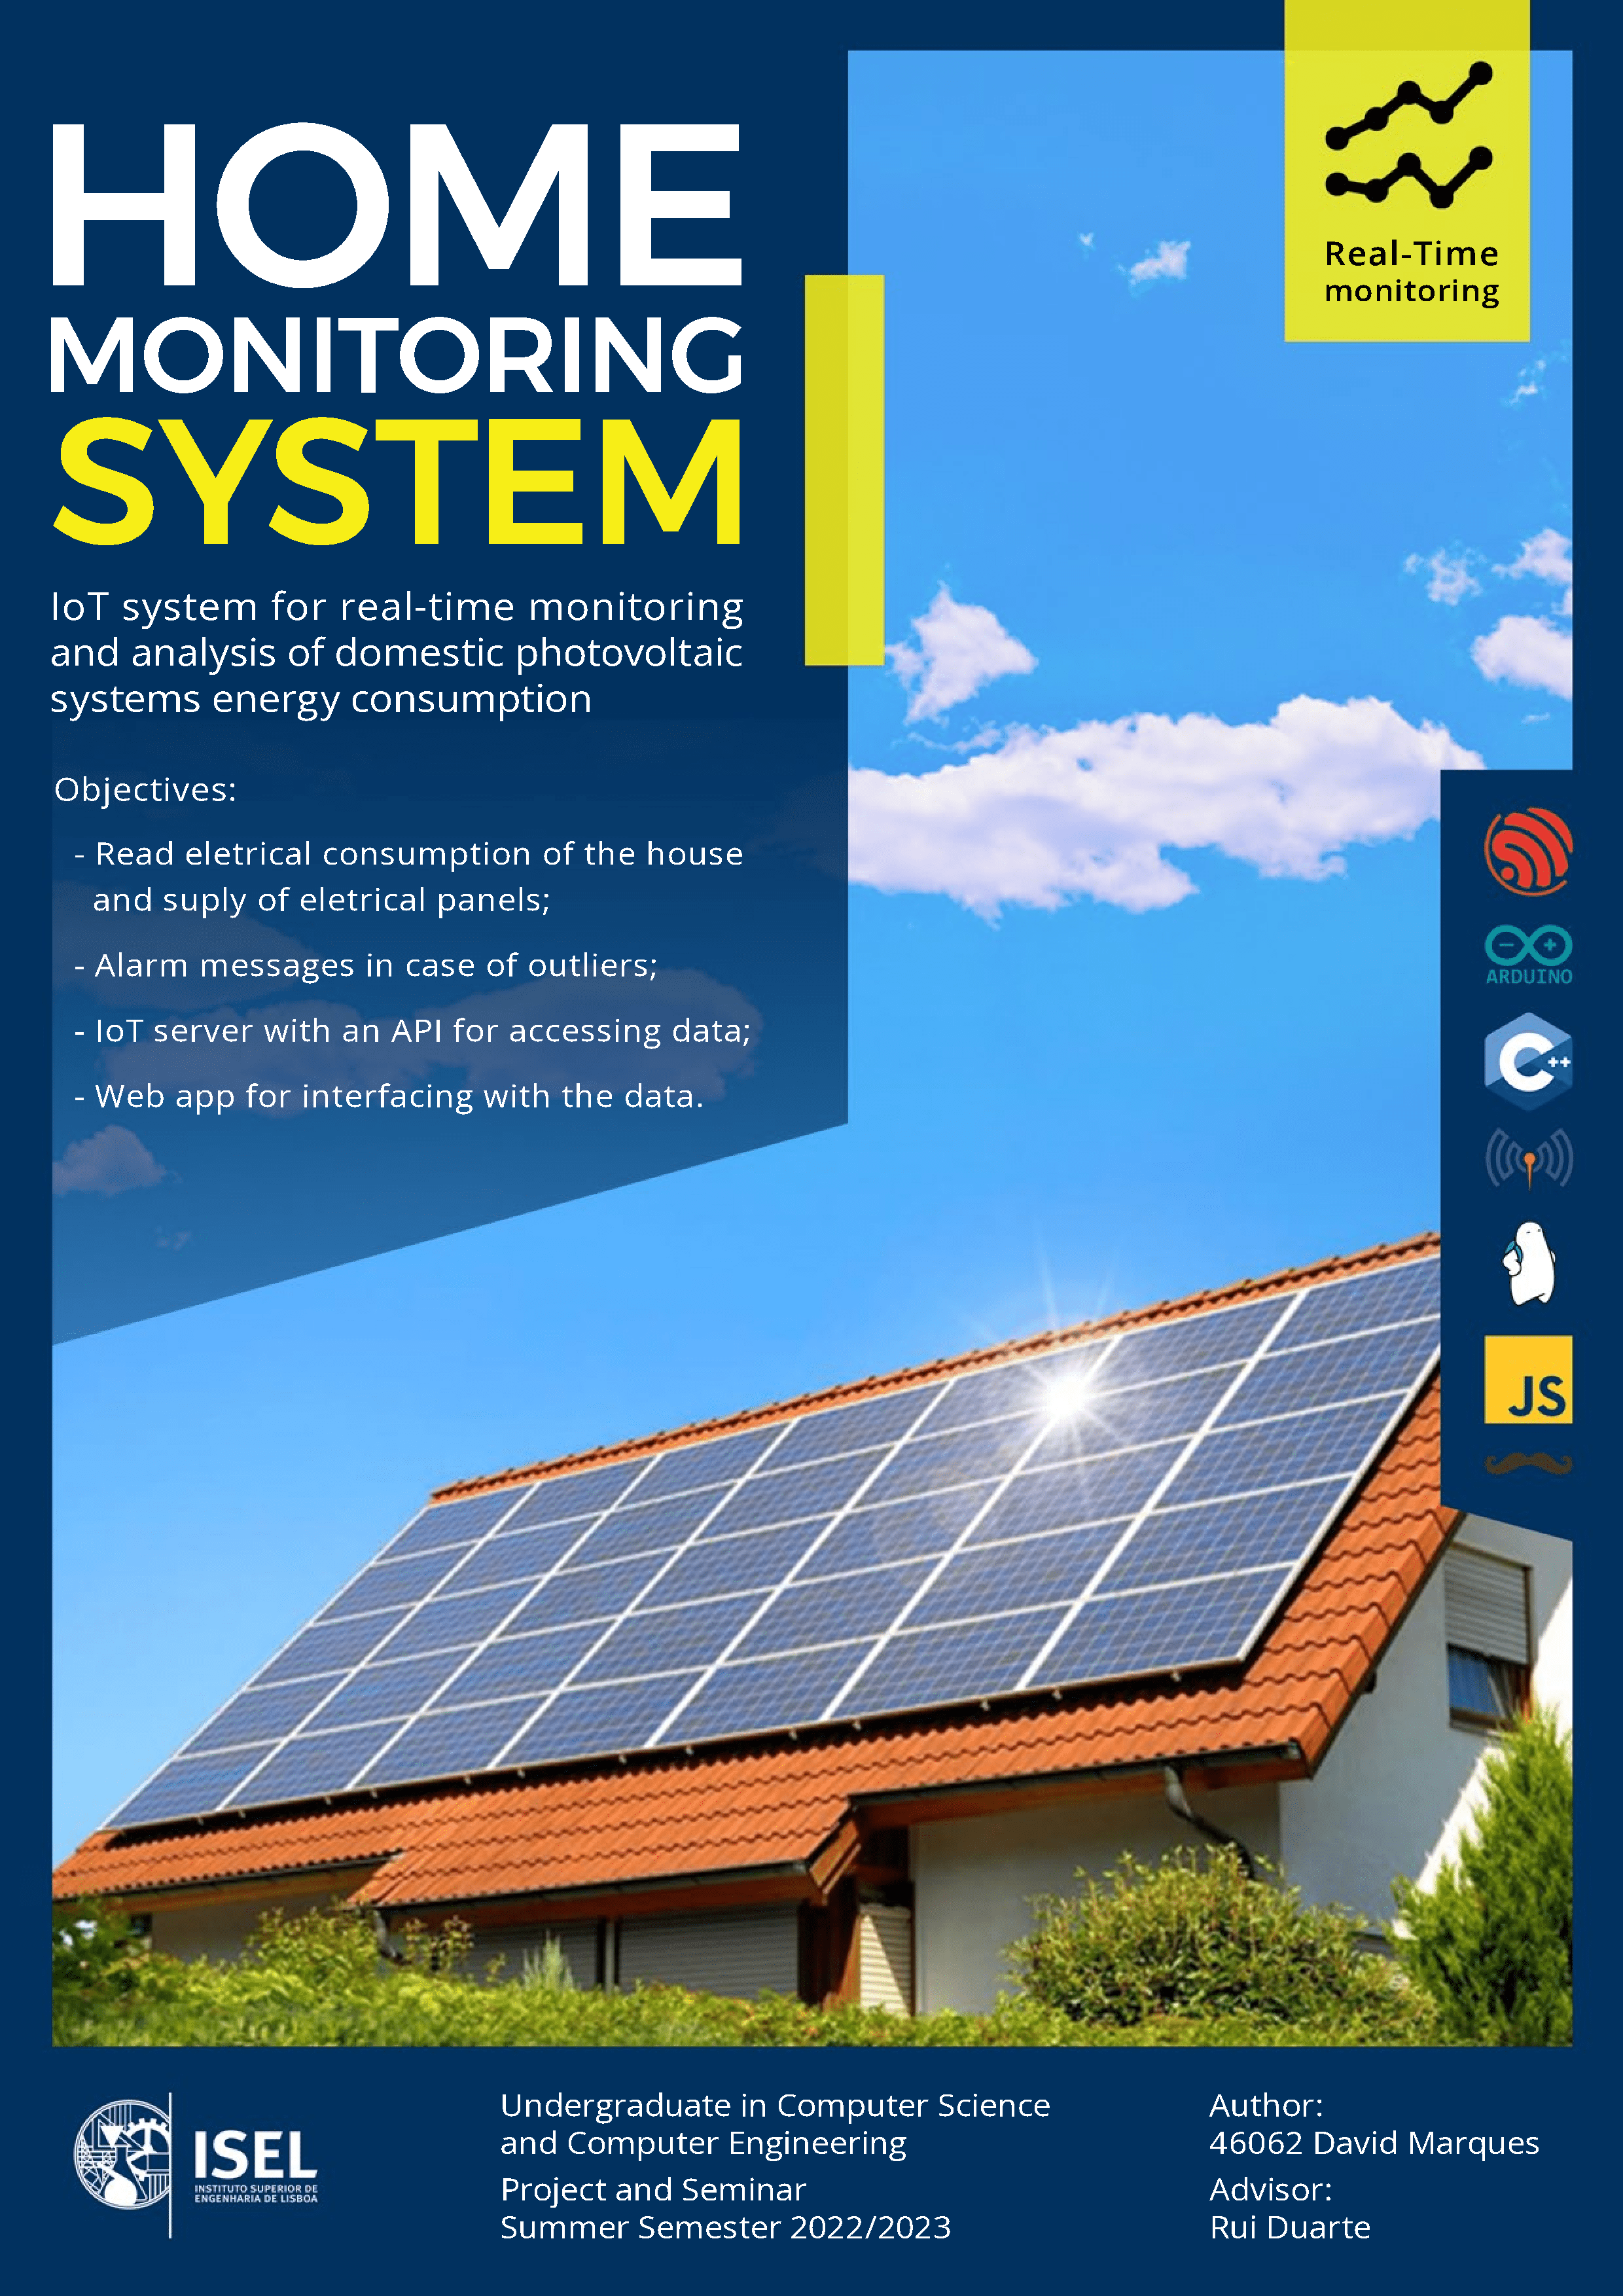 HOME
MONITORING
SYSTEM
IoT system for real-time monitoring
and analysis of domestic photovoltaic
systems energy consumption
Objectives:
- Read eletrical consumption of the house
and suply of eletrical panels;
- Alarm messages in case of outliers;
- IoT server with an API for accessing data;
- Web app for interfacing with the data.
Real-Time
monitoring
ARDUINO
C++
JS
ISEL
INSTITUTO SUPERIOR DE
ENGENHARIA DE LISBOA
Undergraduate in Computer Science
and Computer Engineering
Project and Seminar
Summer Semester 2022/2023
Author:
46062 David Marques
Advisor:
Rui Duarte